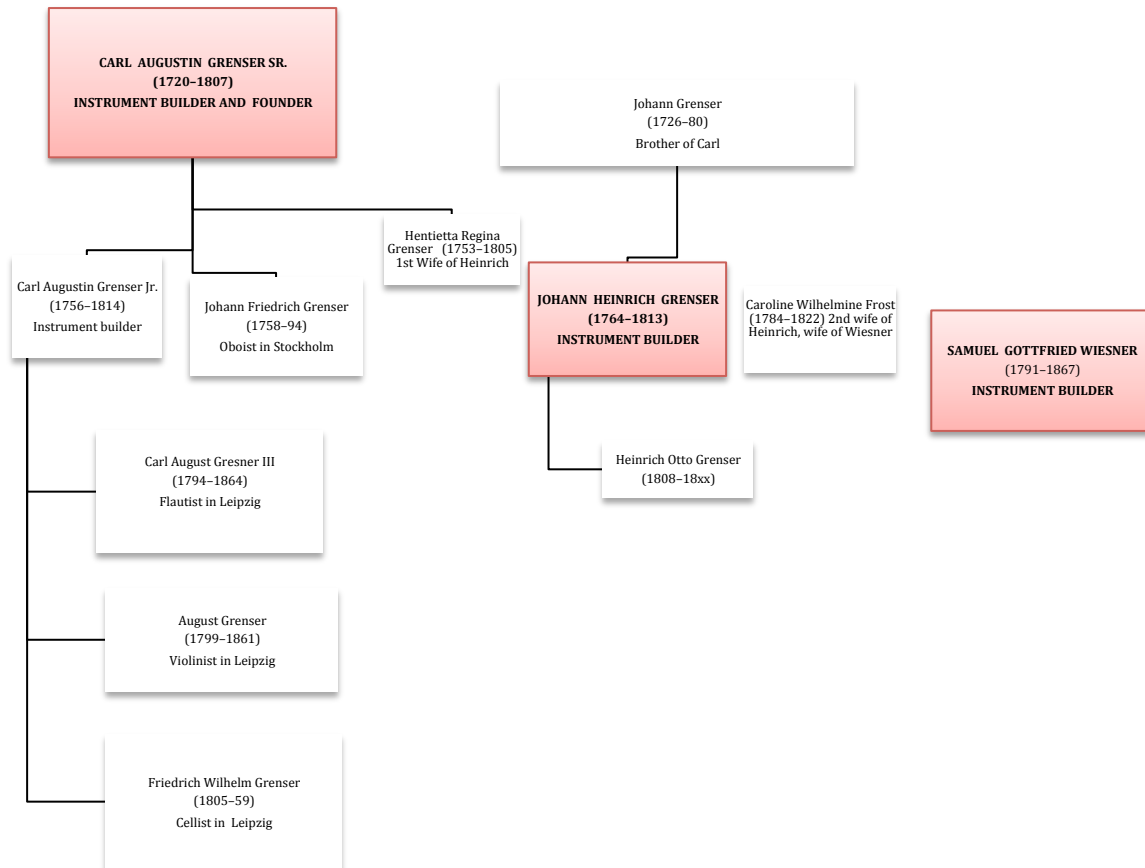 CARL AUGUSTIN GRENSER SR.
(1720–1807)
INSTRUMENT BUILDER AND FOUNDER
Johann Grenser
(1726–80)
Brother of Carl
Hentietta Regina
Grenser (1753–1805)
1st Wife of Heinrich
Carl Augustin Grenser Jr.
(1756–1814)
Instrument builder
Johann Friedrich Grenser
(1758–94)
Oboist in Stockholm
JOHANN HEINRICH GRENSER
(1764–1813)
INSTRUMENT BUILDER
Caroline Wilhelmine Frost
(1784–1822) 2nd wife of
Heinrich, wife of Wiesner
SAMUEL GOTTFRIED WIESNER
(1791–1867)
INSTRUMENT BUILDER
Carl August Gresner III
(1794–1864)
Flautist in Leipzig
Heinrich Otto Grenser
(1808–18xx)
August Grenser
(1799–1861)
Violinist in Leipzig
Friedrich Wilhelm Grenser
(1805–59)
Cellist in Leipzig